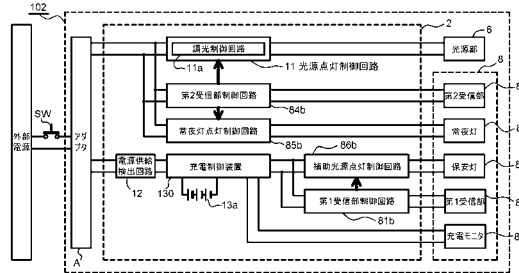 102
2
6
調光制御回路
11a
11 光源点灯制御回路
光源部
8
第2受信部制御回路
84b
第2受信部
SW
外部
電源
アダプタ
常夜灯点灯制御回路
85b
常夜灯
86b
電源供給
検出回路
12
充電制御装置
130
13a
補助光源点灯制御回路
保安灯
第1受信部制御回路
81b
第1受信部
充電モニタ
A